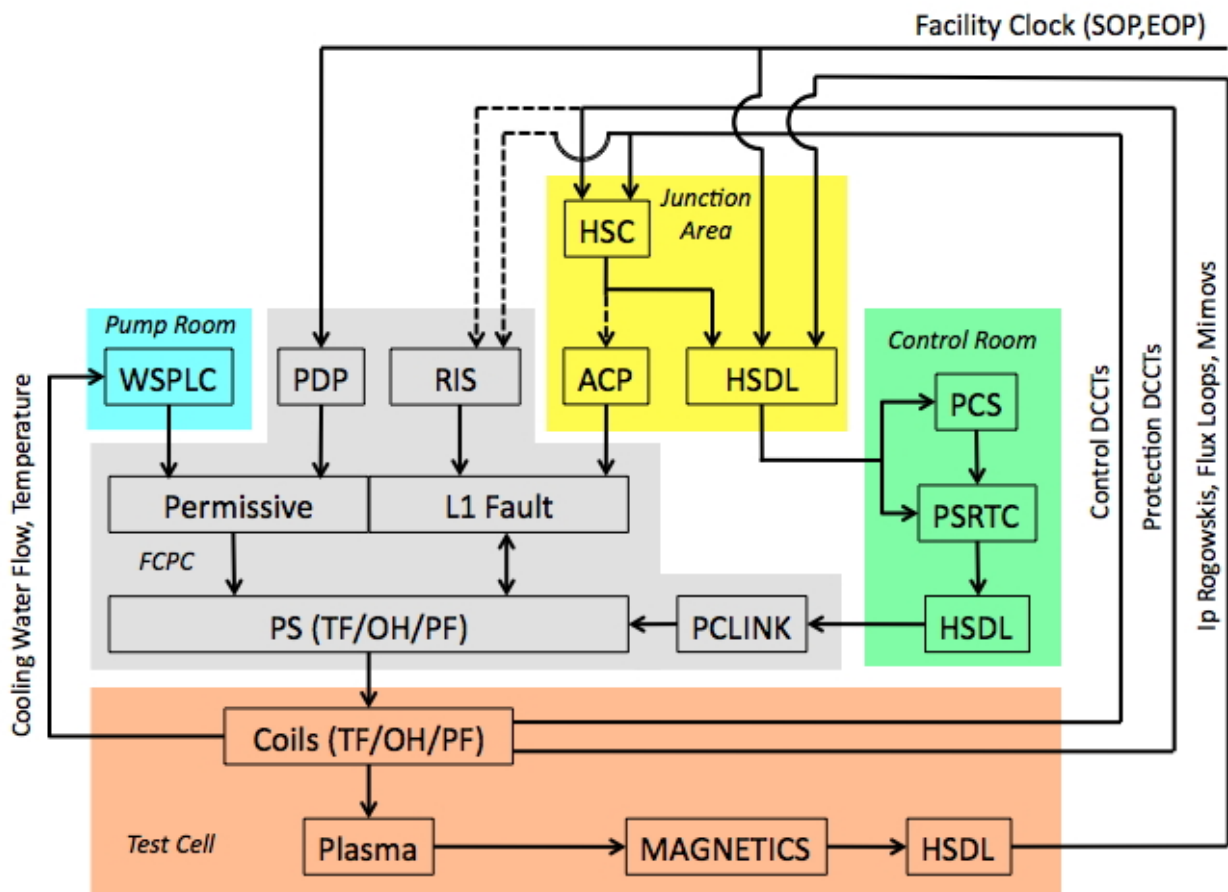 Facility Clock (SOP,EOP)
Junction
Area
HSC
Pump Room
WSPLC
PDP
RIS
ACP
HSDL
Control Room
PCS
PSRTC
HSDL
Permissive
L1 Fault
FCPC
PS (TF/OH/PF)
PCLINK
Coils (TF/OH/PF)
Test Cell
Plasma
MAGNETICS
HSDL
Cooling Water Flow, Temperature
Control DCCTs
Protection DCCTs
Ip Rogowskis, Flux Loops, Mirnovs